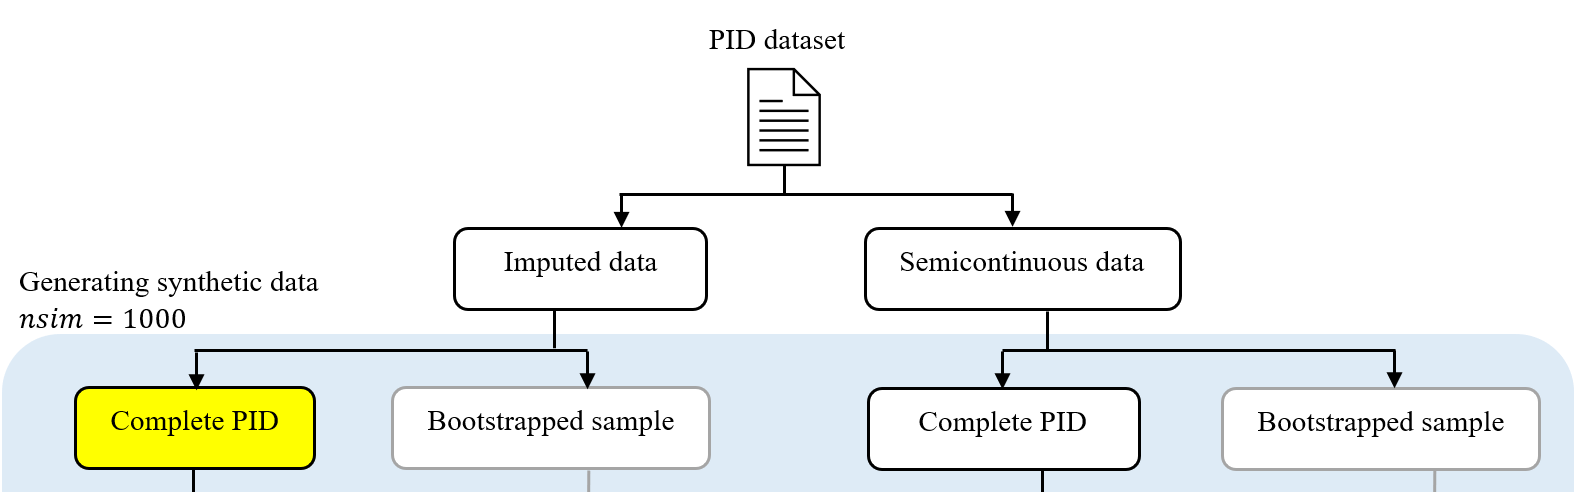 PID dataset
Imputed data
Semicontinuous data
Generating synthetic data
nsim = 1000
Complete PID
Bootstrapped sample
Complete PID
Bootstrapped sample